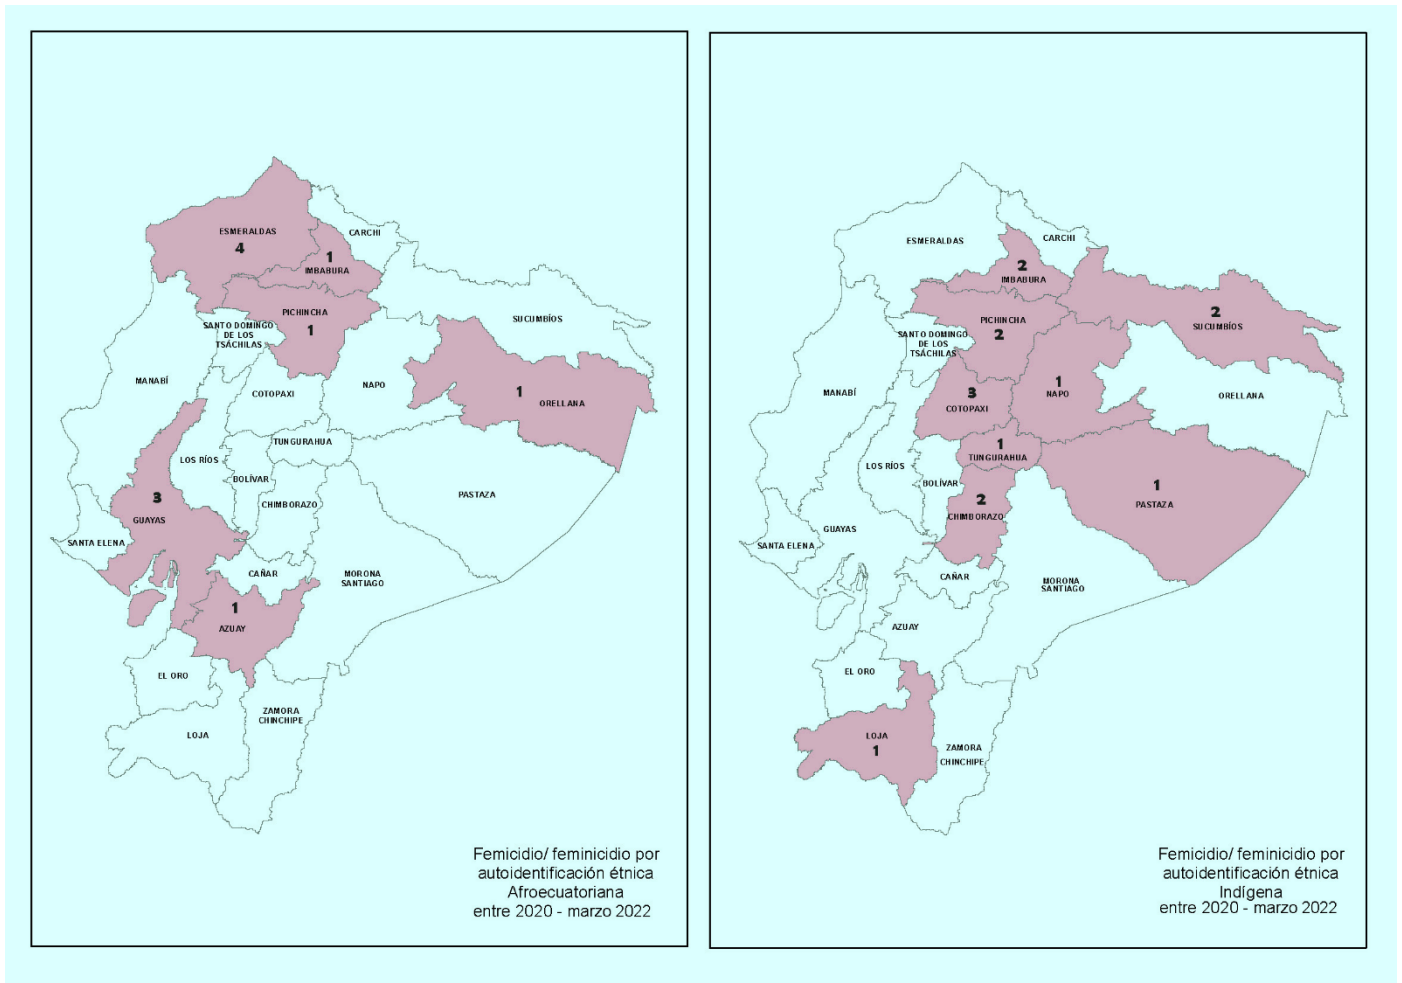 ESMERALDAS
4
CARCHI
1
IMBABURA
PICHINCHA
1
SANTO DOMINGO
DE LOS
TSÁCHILAS
SUCUMBÍOS
MANABÍ
COTOPAXI
NAPO
1
ORELLANA
TUNGURAHUA
LOS RÍOS
BOLÍVAR
PASTAZA
3
GUAYAS
CHIMBORAZO
SANTA ELENA
CAÑAR
MORONA
SANTIAGO
1
AZUAY
EL ORO
ZAMORA
CHINCHIPE
LOJA
Femicidio/ feminicidio por
autoidentificación étnica
Afroecuatoriana
entre 2020 - marzo 2022
ESMERALDAS
CARCHI
2
IMBABURA
2
SUCUMBÍOS
PICHINCHA
2
SANTO DOMINGO
DE LOS
TSÁCHILAS
MANABÍ
3
COTOPAXI
1
NAPO
ORELLANA
1
TUNGURAHUA
LOS RÍOS
BOLÍVAR
1
PASTAZA
2
CHIMBORAZO
GUAYAS
SANTA ELENA
CAÑAR
MORONA
SANTIAGO
AZUAY
EL ORO
LOJA
1
ZAMORA
CHINCHIPE
Femicidio/ feminicidio por
autoidentificación étnica
Indígena
entre 2020 - marzo 2022